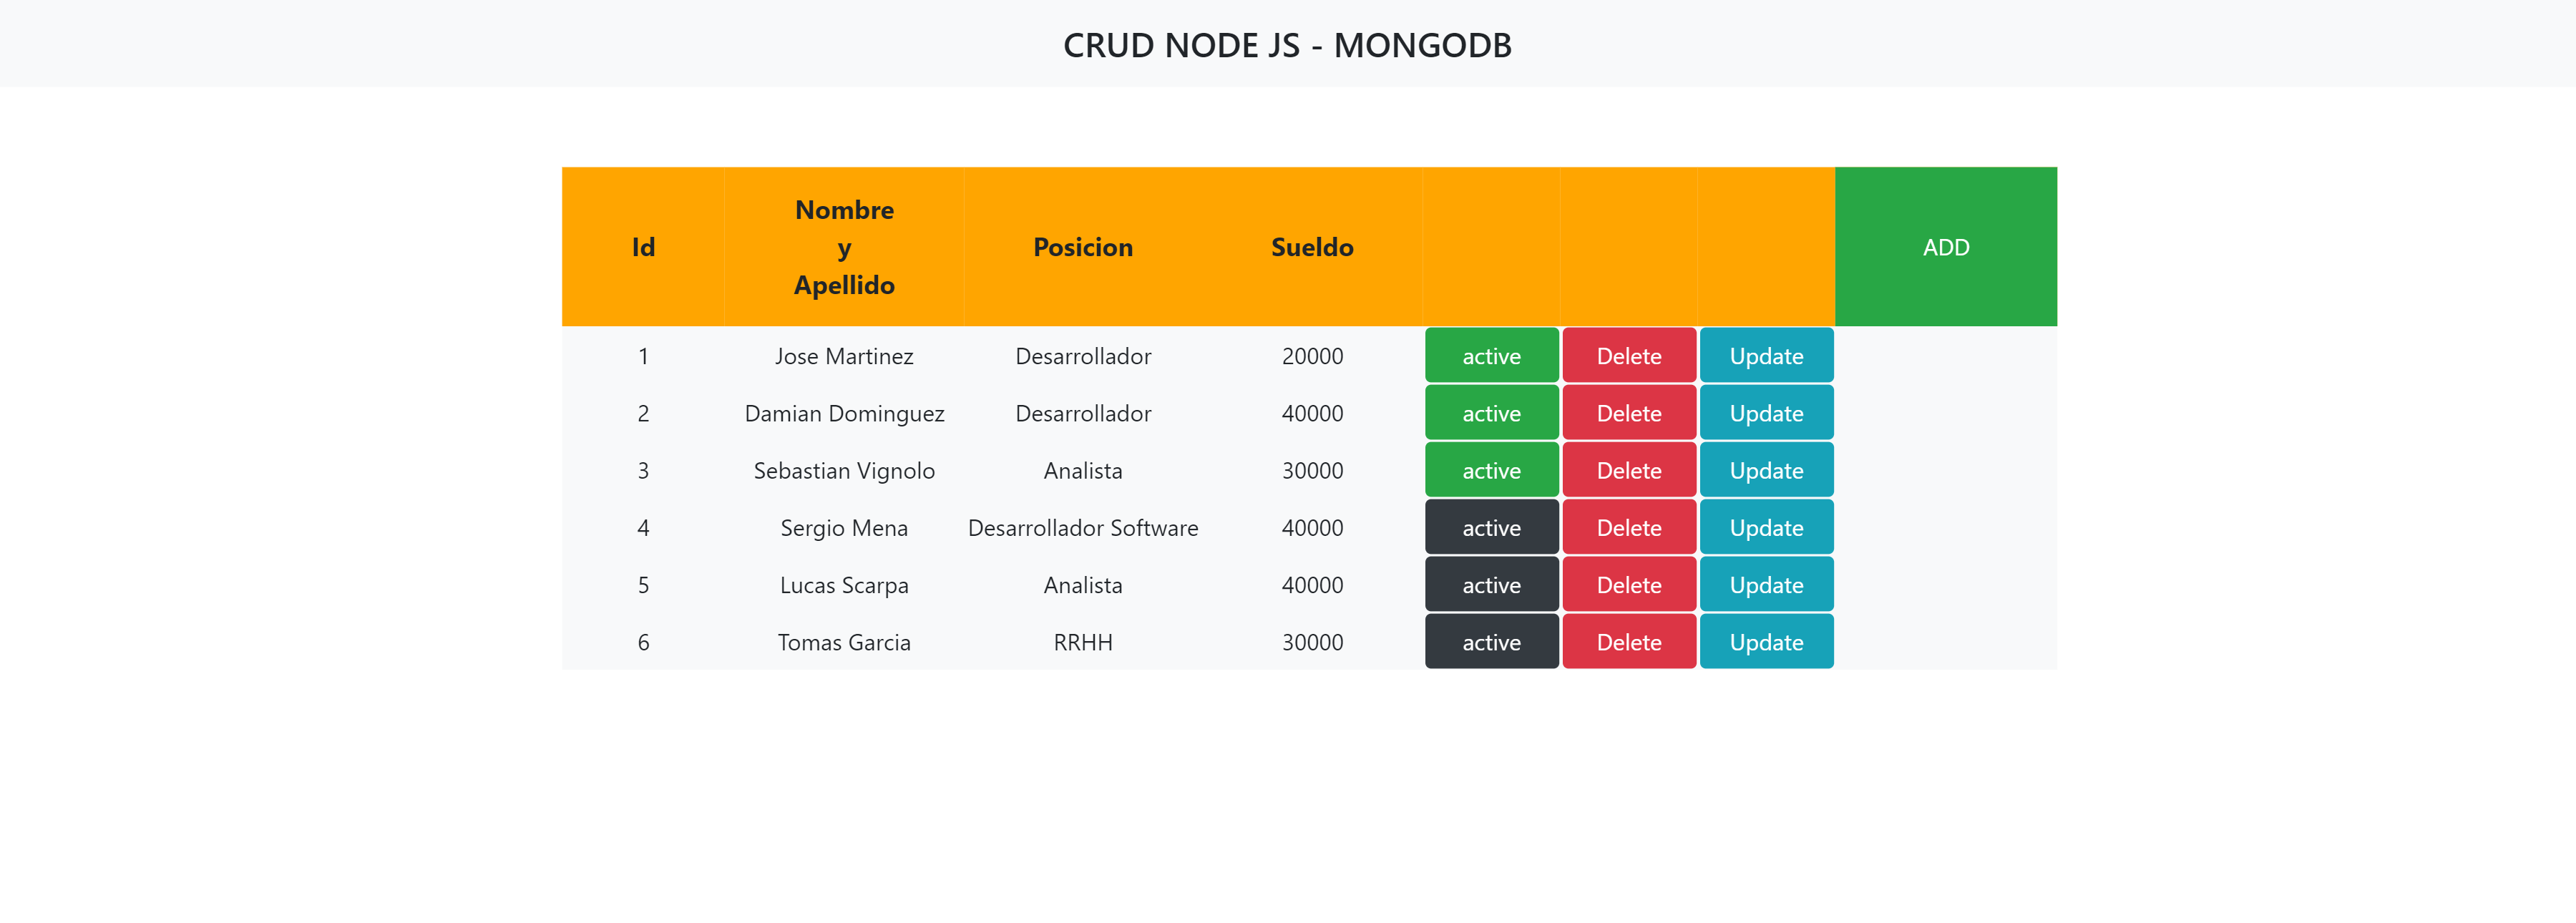 CRUD NODE JS - MONGODB
Id Nombre y Apellido Posicion Sueldo ADD
1 Jose Martinez Desarrollador 20000 active Delete Update
2 Damian Dominguez Desarrollador 40000 active Delete Update
3 Sebastian Vignolo Analista 30000 active Delete Update
4 Sergio Mena Desarrollador Software 40000 active Delete Update
5 Lucas Scarpa Analista 40000 active Delete Update
6 Tomas Garcia RRHH 30000 active Delete Update